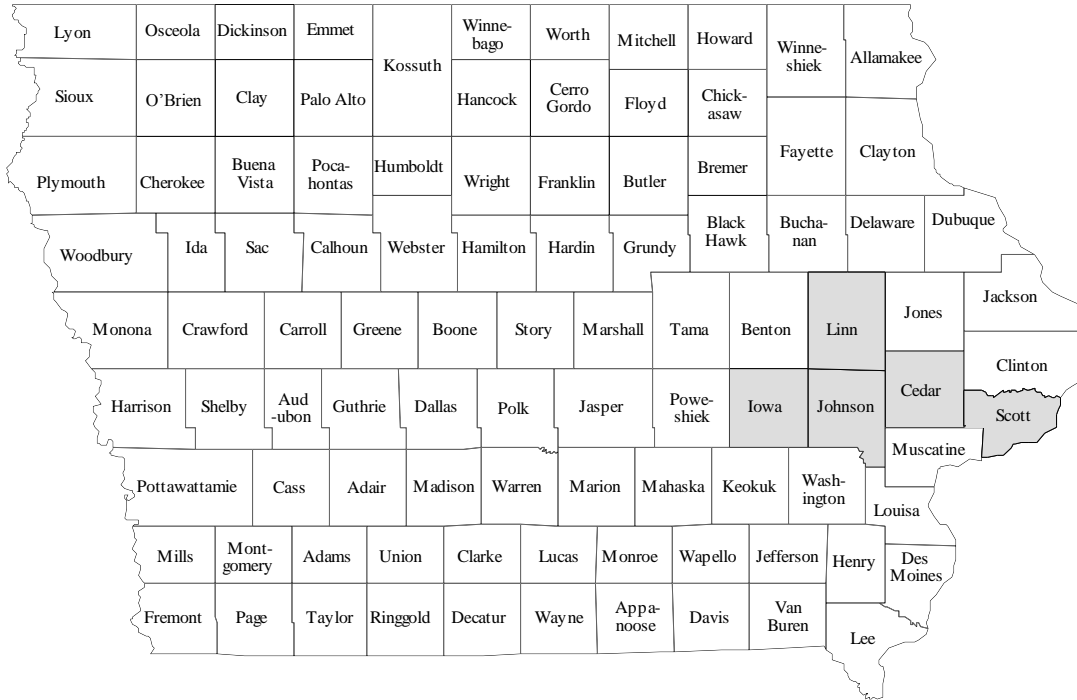 Lyon
Osceola
Dickinson
Emmet
Kossuth
Winne-
bago
Worth
Mitchell
Howard
Winne-
shiek
Allamakee
Sioux
O'Brien
Clay
Palo Alto
Hancock
Cerro
Gordo
Floyd
Chick-
asaw
Plymouth
Cherokee
Buena
Vista
Poca-
hontas
Humboldt
Wright
Franklin
Butler
Bremer
Fayette
Clayton
Woodbury
Ida
Sac
Calhoun
Webster
Hamilton
Hardin
Grundy
Black
Hawk
Bucha-
nan
Delaware
Dubuque
Monona
Crawford
Carroll
Greene
Boone
Story
Marshall
Tama
Benton
Linn
Jones
Jackson
Clinton
Harrison
Shelby
Aud
-ubon
Guthrie
Dallas
Polk
Jasper
Powe-
shiek
Iowa
Johnson
Cedar
Scott
Muscatine
Pottawattamie
Cass
Adair
Madison
Warren
Marion
Mahaska
Keokuk
Wash-
ington
Louisa
Mills
Mont-
gomery
Adams
Union
Clarke
Lucas
Monroe
Wapello
Jefferson
Henry
Des
Moines
Fremont
Page
Taylor
Ringgold
Decatur
Wayne
Appa-
noose
Davis
Van
Buren
Lee